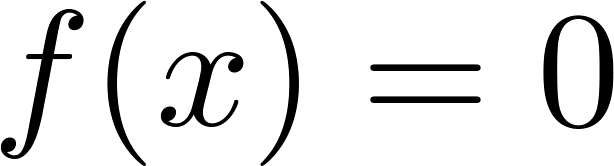 f(x) = 0